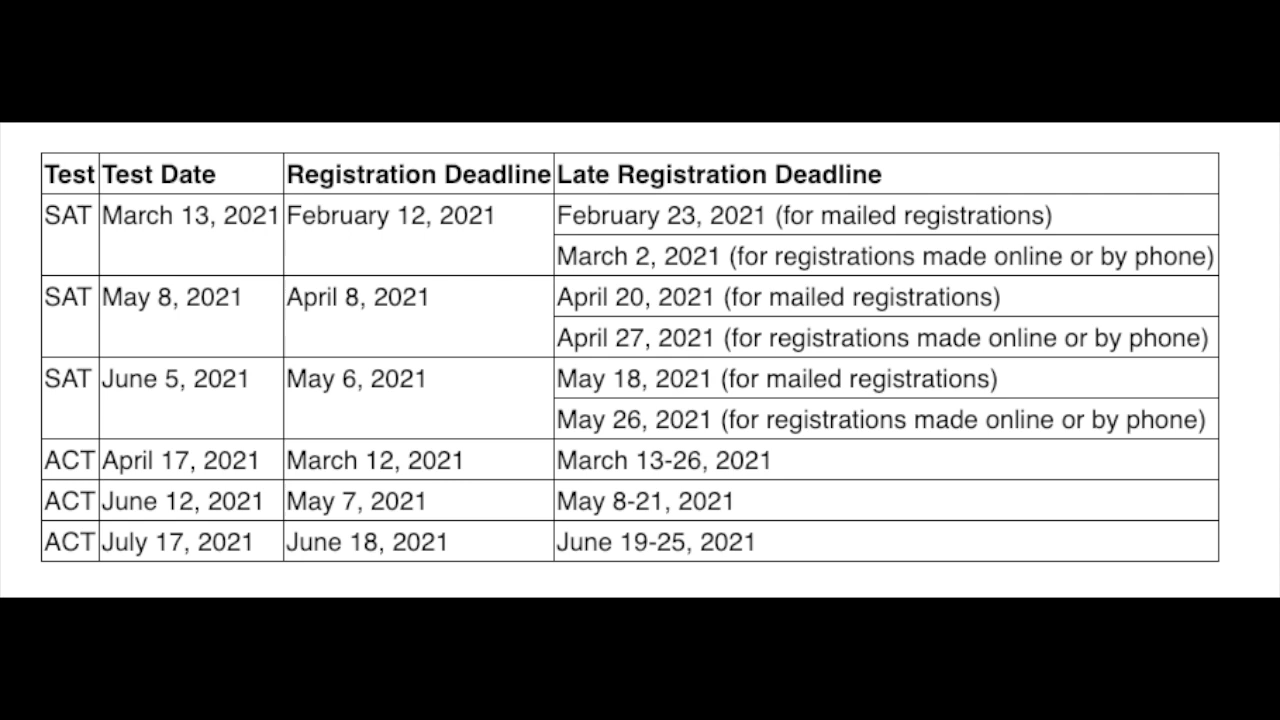 Test Test Date Registration Deadline Late Registration Deadline
SAT March 13, 2021 February 12, 2021 February 23, 2021 (for mailed registrations)
March 2, 2021 (for registrations made online or by phone)
SAT May 8, 2021 April 8, 2021 April 20, 2021 (for mailed registrations)
April 27, 2021 (for registrations made online or by phone)
SAT June 5, 2021 May 6, 2021 May 18, 2021 (for mailed registrations)
May 26, 2021 (for registrations made online or by phone)
ACT April 17, 2021 March 12, 2021 March 13-26, 2021
ACT June 12, 2021 May 7, 2021 May 8-21, 2021
ACT July 17, 2021 June 18, 2021 June 19-25, 2021